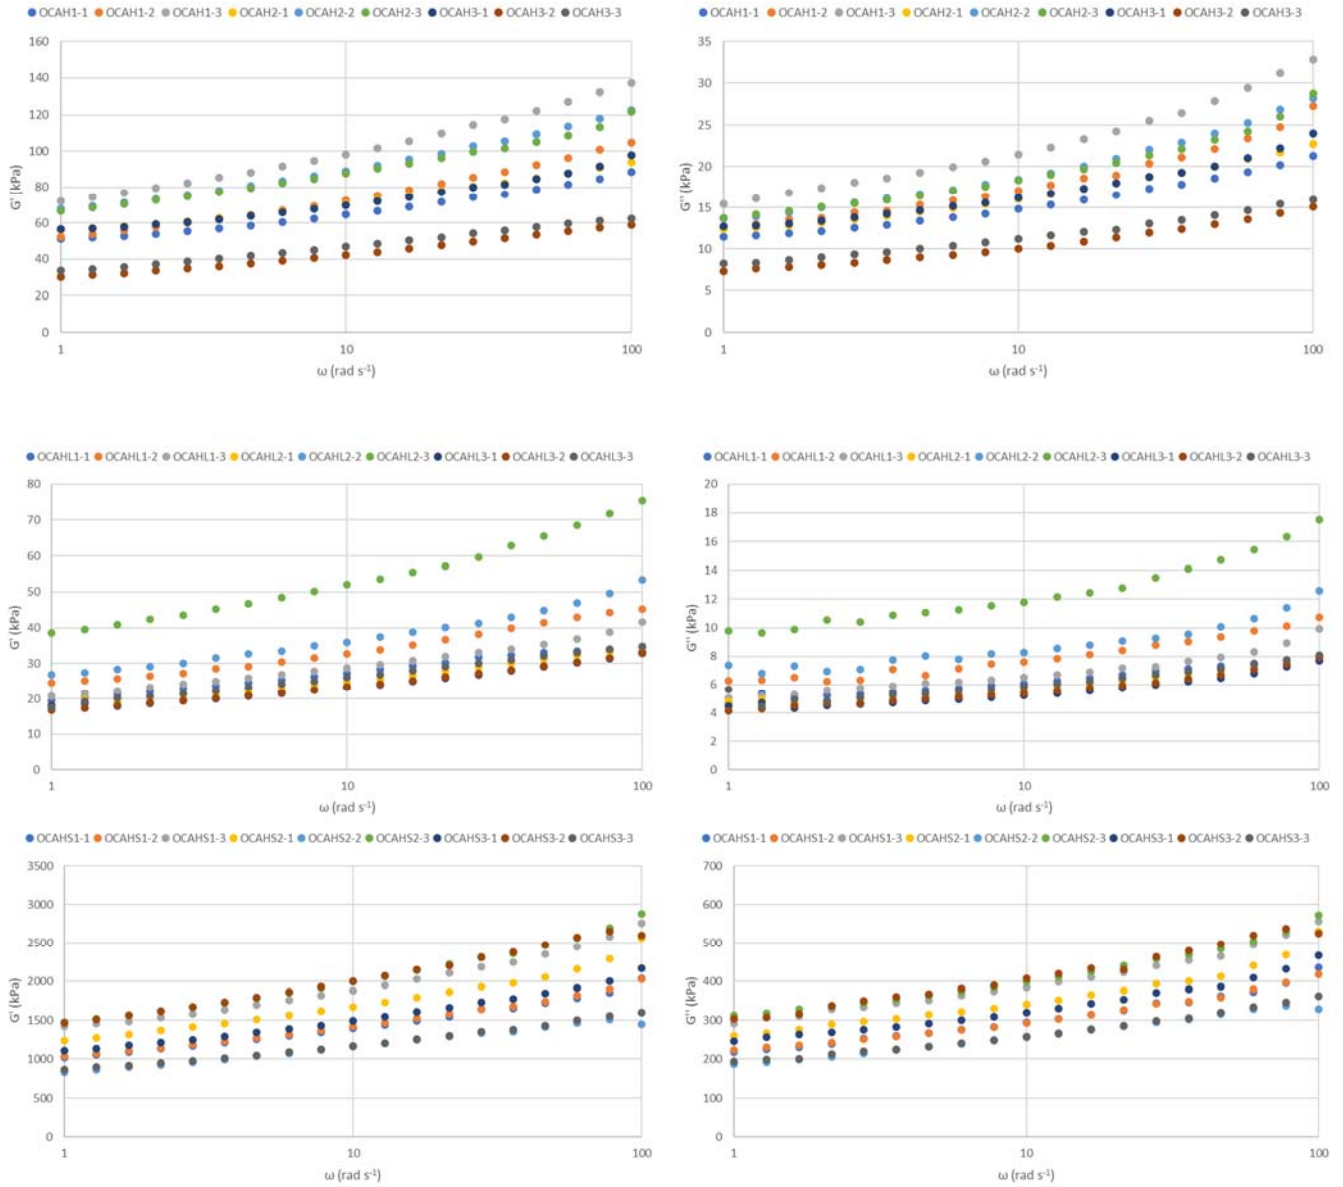 OCAH1-1 OCAH1-2 OCAH1-3 OCAH2-1 OCAH2-2 OCAH2-3 OCAH3-1 OCAH3-2 OCAH3-3
160
140
120
100
80
60
40
20
0
G' (kPa)
1 10 100
ω (rad s⁻¹)
OCAH1-1 OCAH1-2 OCAH1-3 OCAH2-1 OCAH2-2 OCAH2-3 OCAH3-1 OCAH3-2 OCAH3-3
35
30
25
20
15
10
5
0
G'' (kPa)
1 10 100
ω (rad s⁻¹)
OCAHL1-1 OCAHL1-2 OCAHL1-3 OCAHL2-1 OCAHL2-2 OCAHL2-3 OCAHL3-1 OCAHL3-2 OCAHL3-3
80
70
60
50
40
30
20
10
0
G' (kPa)
1 10 100
ω (rad s⁻¹)
OCAHL1-1 OCAHL1-2 OCAHL1-3 OCAHL2-1 OCAHL2-2 OCAHL2-3 OCAHL3-1 OCAHL3-2 OCAHL3-3
20
18
16
14
12
10
8
6
4
2
0
G'' (kPa)
1 10 100
ω (rad s⁻¹)
OCAHS1-1 OCAHS1-2 OCAHS1-3 OCAHS2-1 OCAHS2-2 OCAHS2-3 OCAHS3-1 OCAHS3-2 OCAHS3-3
3500
3000
2500
2000
1500
1000
500
0
G' (kPa)
1 10 100
ω (rad s⁻¹)
OCAHS1-1 OCAHS1-2 OCAHS1-3 OCAHS2-1 OCAHS2-2 OCAHS2-3 OCAHS3-1 OCAHS3-2 OCAHS3-3
700
600
500
400
300
200
100
0
G'' (kPa)
1 10 100
ω (rad s⁻¹)